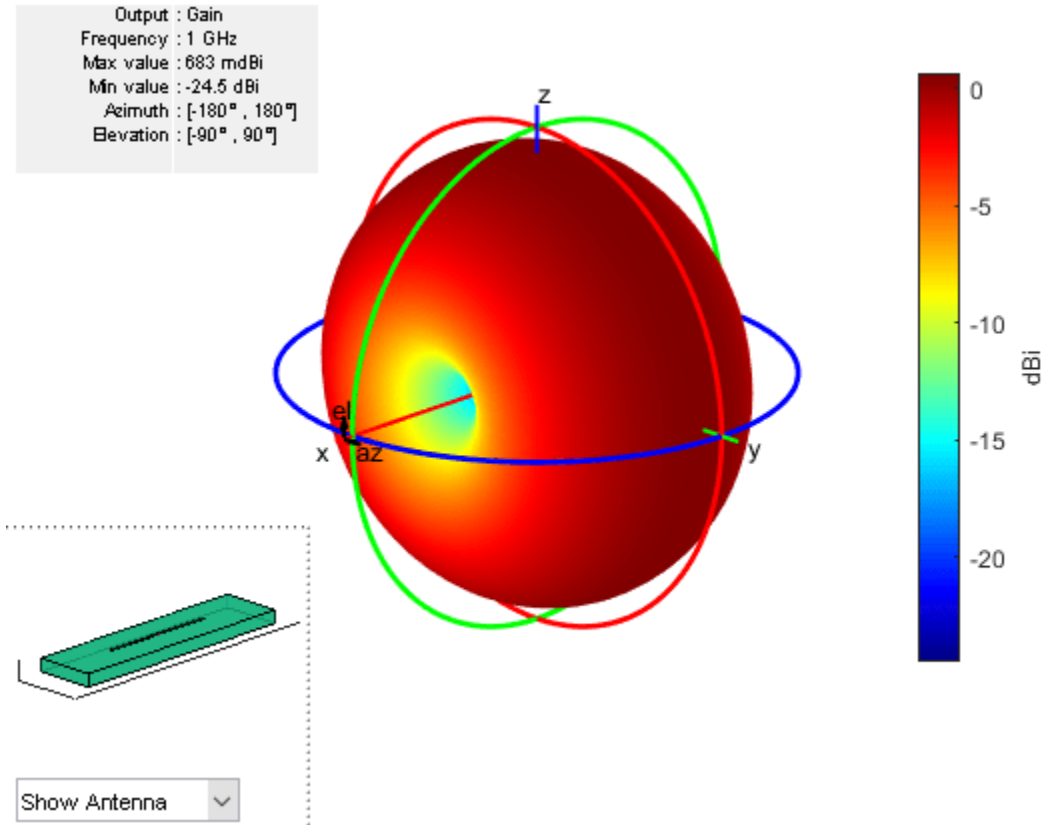 Output : Gain
Frequency : 1 GHz
Max value : 683 mdBi
Min value : -24.5 dBi
Azimuth : [-180° , 180°]
Elevation : [-90° , 90°]
z
0
-5
-10
dBi
-15
-20
el
x az
y
Show Antenna